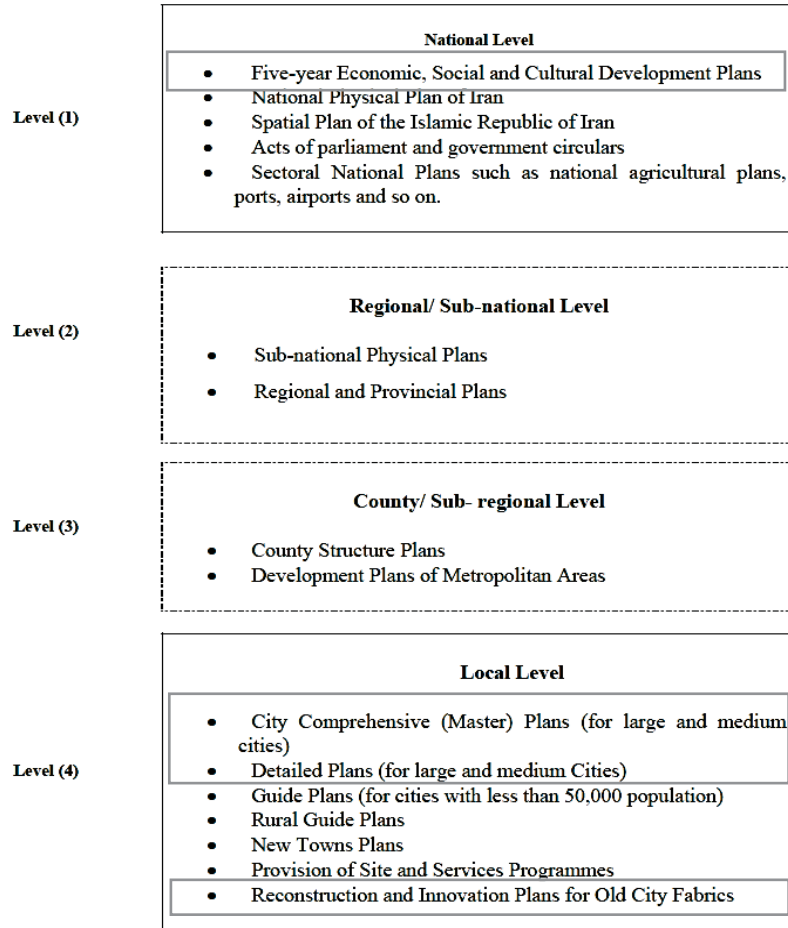 National Level
• Five-year Economic, Social and Cultural Development Plans
Level (1)
• National Physical Plan of Iran
• Spatial Plan of the Islamic Republic of Iran
• Acts of parliament and government circulars
• Sectoral National Plans such as national agricultural plans,
ports, airports and so on.
Regional/ Sub-national Level
Level (2)
• Sub-national Physical Plans
• Regional and Provincial Plans
County/ Sub- regional Level
Level (3)
• County Structure Plans
• Development Plans of Metropolitan Areas
Local Level
• City Comprehensive (Master) Plans (for large and medium
cities)
Level (4)
• Detailed Plans (for large and medium Cities)
• Guide Plans (for cities with less than 50,000 population)
• Rural Guide Plans
• New Towns Plans
• Provision of Site and Services Programmes
• Reconstruction and Innovation Plans for Old City Fabrics